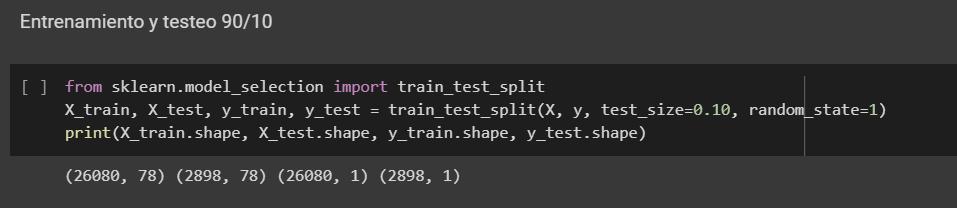 Entrenamiento y testeo 90/10
[ ] from sklearn.model_selection import train_test_split
X_train, X_test, y_train, y_test = train_test_split(X, y, test_size=0.10, random_state=1)
print(X_train.shape, X_test.shape, y_train.shape, y_test.shape)
(26080, 78) (2898, 78) (26080, 1) (2898, 1)